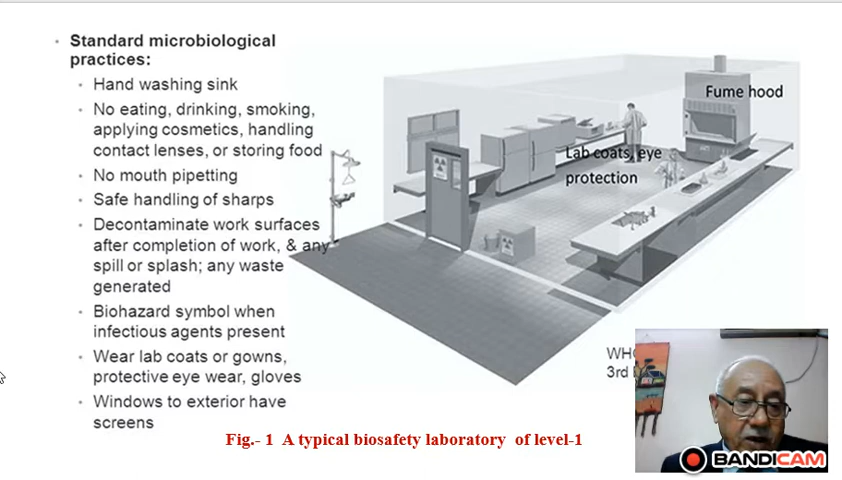 Standard microbiological
practices:
Hand washing sink
No eating, drinking, smoking,
applying cosmetics, handling
contact lenses, or storing food
No mouth pipetting
Safe handling of sharps
Decontaminate work surfaces
after completion of work, & any
spill or splash; any waste
generated
Biohazard symbol when
infectious agents present
Wear lab coats or gowns,
protective eye wear, gloves
Windows to exterior have
screens
Fume hood
Lab coats, eye
protection
3rd
Fig.- 1 A typical biosafety laboratory of level-1
BANDICAM